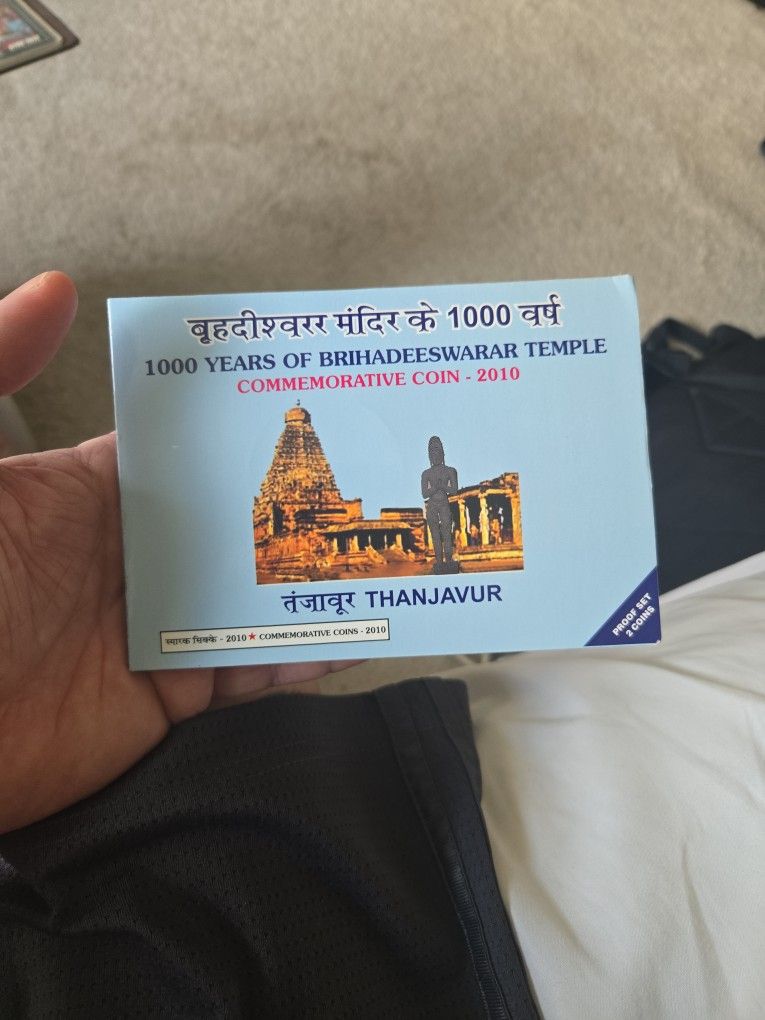 बृहदीश्वरर मंदिर के 1000 वर्ष
1000 YEARS OF BRIHADEESWARAR TEMPLE
COMMEMORATIVE COIN - 2010
तंजावूर THANJAVUR
स्मारक सिक्के - 2010 ★ COMMEMORATIVE COINS - 2010
PROOF SET
2 COINS